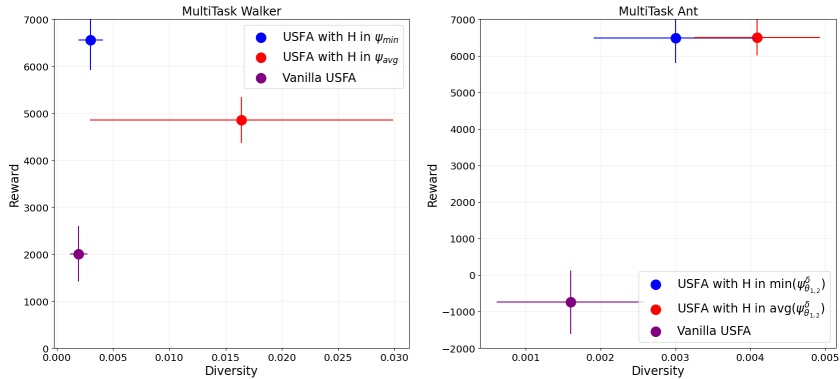 MultiTask Walker
USFA with H in ψmin
USFA with H in ψavg
Vanilla USFA
Reward
7000
6000
5000
4000
3000
2000
1000
0
0.000 0.005 0.010 0.015 0.020 0.025 0.030
Diversity
MultiTask Ant
Reward
7000
6000
5000
4000
3000
2000
1000
0
−1000
−2000
USFA with H in min(ψ^δ_θ1,2)
USFA with H in avg(ψ^δ_θ1,2)
Vanilla USFA
0.001 0.002 0.003 0.004 0.005
Diversity